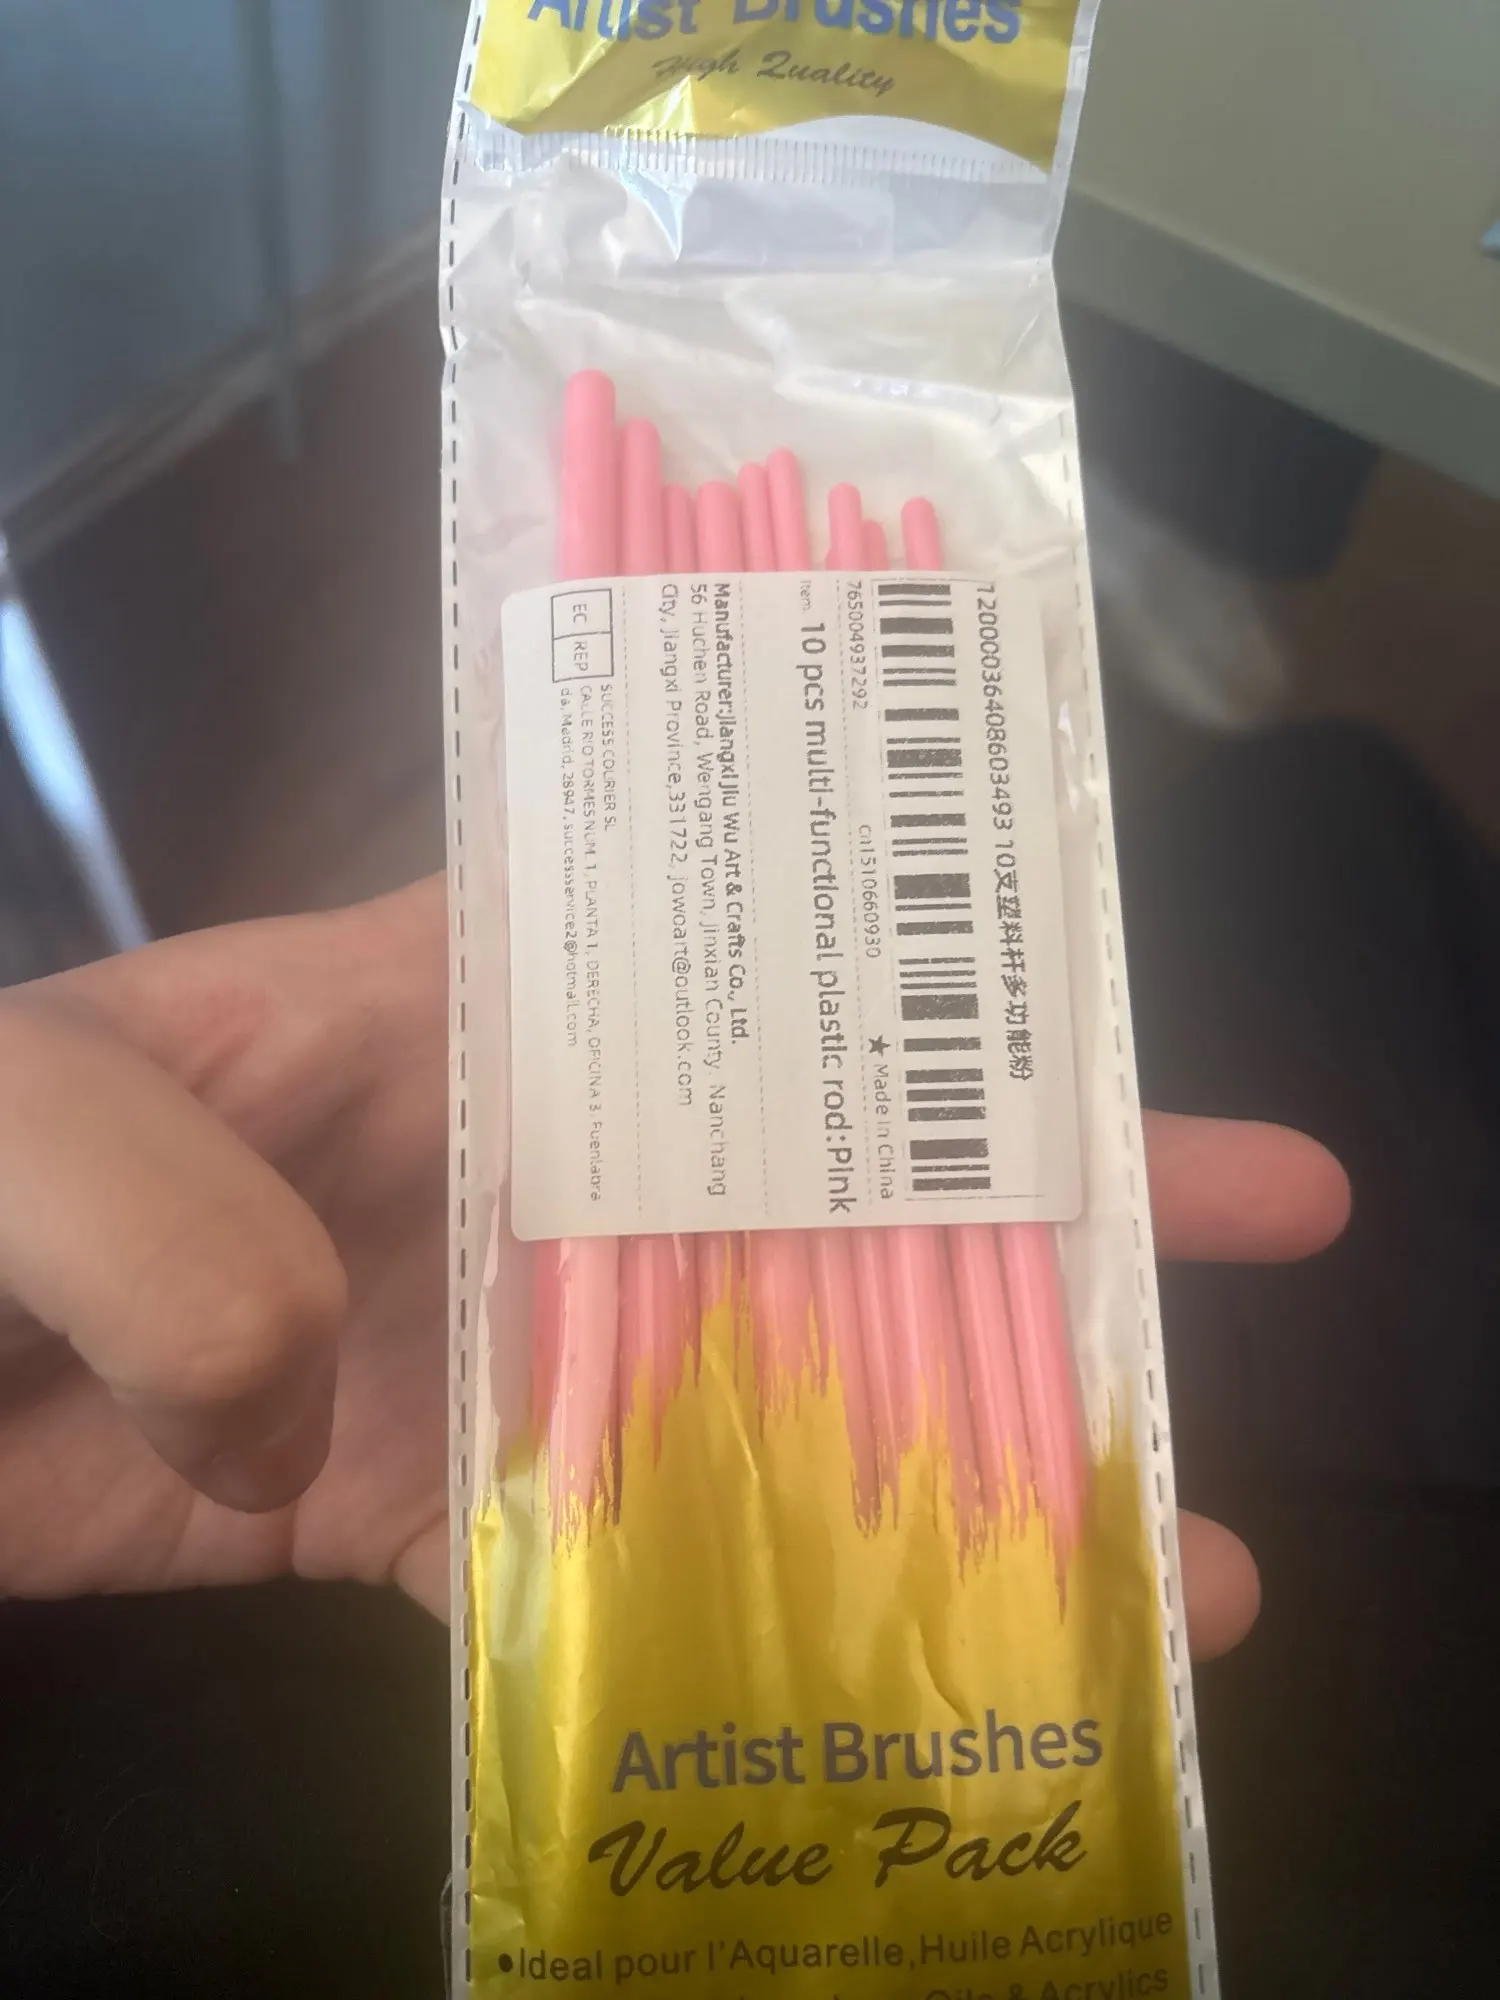 Artist Brushes
High Quality
1200003640860​3493 10支塑料杆多功能粉
765004937292
Cn1510660930
★ Made in China
Item: 10 pcs multi-functional plastic rod:Pink
Manufacturer:Jiangxi Jiu Wu Art & Crafts Co., Ltd.
56 Huchen Road, Wengang Town, Jinxian County, Nanchang
City, Jiangxi Province,331722, jowoart@outlook.com
EC REP
SUCCESS COURIER SL
CALLE RIO TORMES NUM. 1, PLANTA 1, DERECHA, OFICINA 3, Fuenlabra
da, Madrid, 28947, successservice2@hotmail.com
Artist Brushes
Value Pack
•Ideal pour l'Aquarelle,Huile Acrylique
Oils & Acrylics